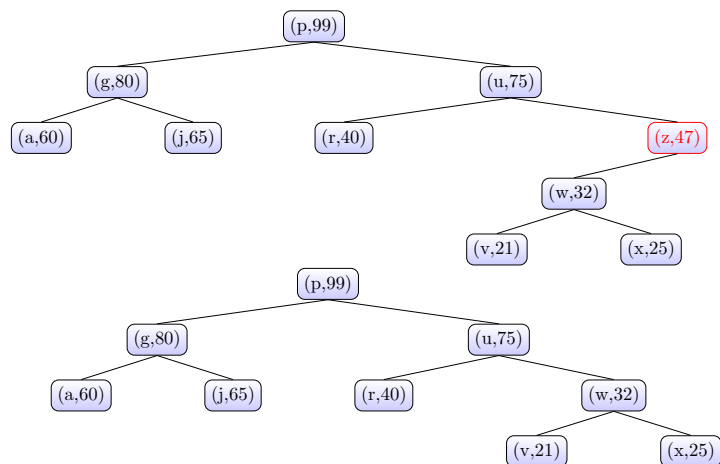 (p,99)
(g,80) (u,75)
(a,60) (j,65) (r,40) (z,47)
(w,32)
(v,21) (x,25)
(p,99)
(g,80) (u,75)
(a,60) (j,65) (r,40) (w,32)
(v,21) (x,25)